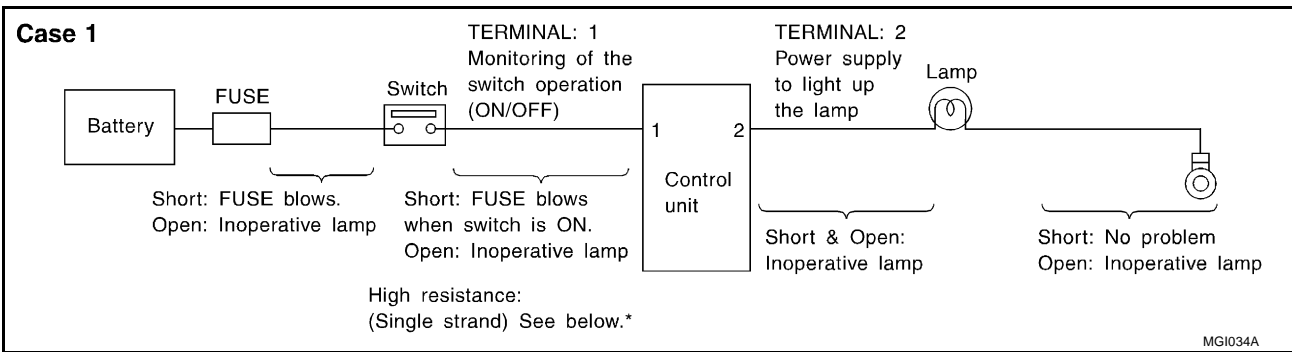 Case 1
TERMINAL: 1
Monitoring of the
switch operation
(ON/OFF)
TERMINAL: 2
Power supply
to light up
the lamp
Lamp
FUSE
Switch
Battery
1
2
Control
unit
Short: FUSE blows.
Open: Inoperative lamp
Short: FUSE blows
when switch is ON.
Open: Inoperative lamp
Short & Open:
Inoperative lamp
Short: No problem
Open: Inoperative lamp
High resistance:
(Single strand) See below.*
MGI034A